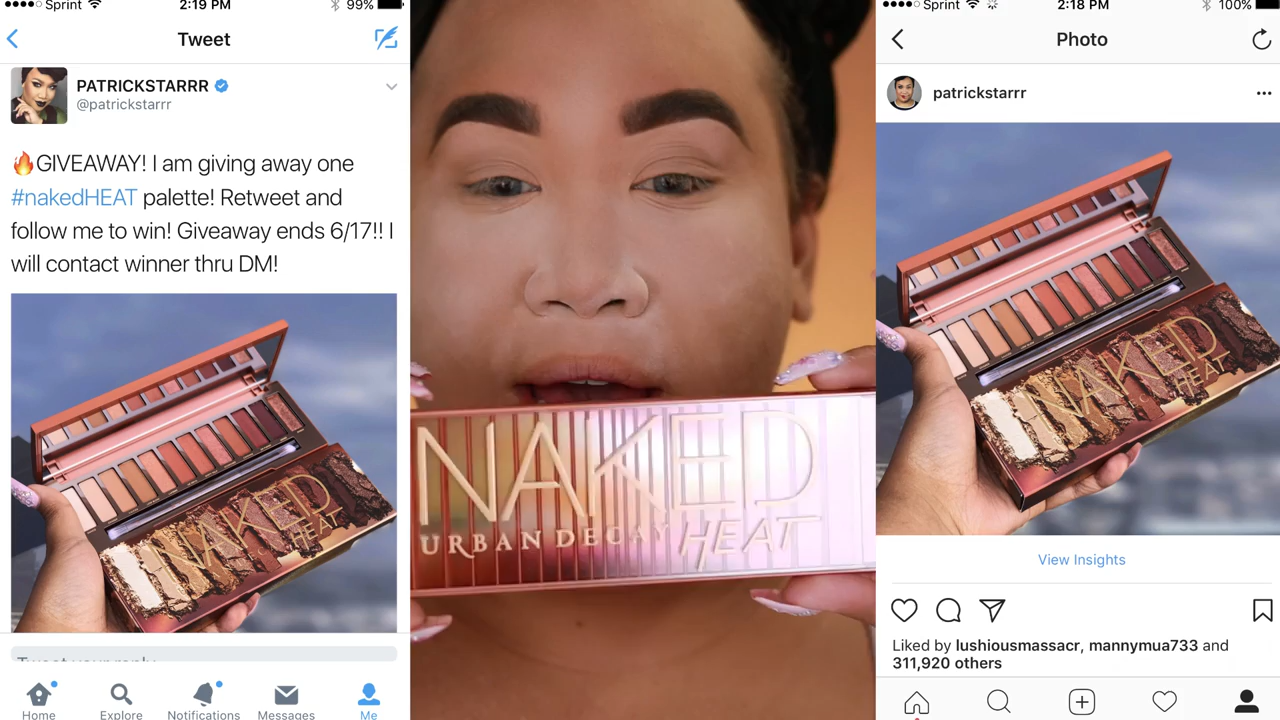 Sprint
2:19 PM
99%
Tweet
PATRICKSTARRR
@patrickstarrr
🔥GIVEAWAY! I am giving away one
#nakedHEAT palette! Retweet and
follow me to win! Giveaway ends 6/17!! I
will contact winner thru DM!
NAKED
HEAT
Tweet your reply
Home
Explore
Notifications
Messages
Me
NAKED
URBAN DECAY HEAT
Sprint
2:18 PM
100%
Photo
patrickstarrr
NAKED
HEAT
View Insights
Liked by lushiousmassacr, mannymua733 and
311,920 others